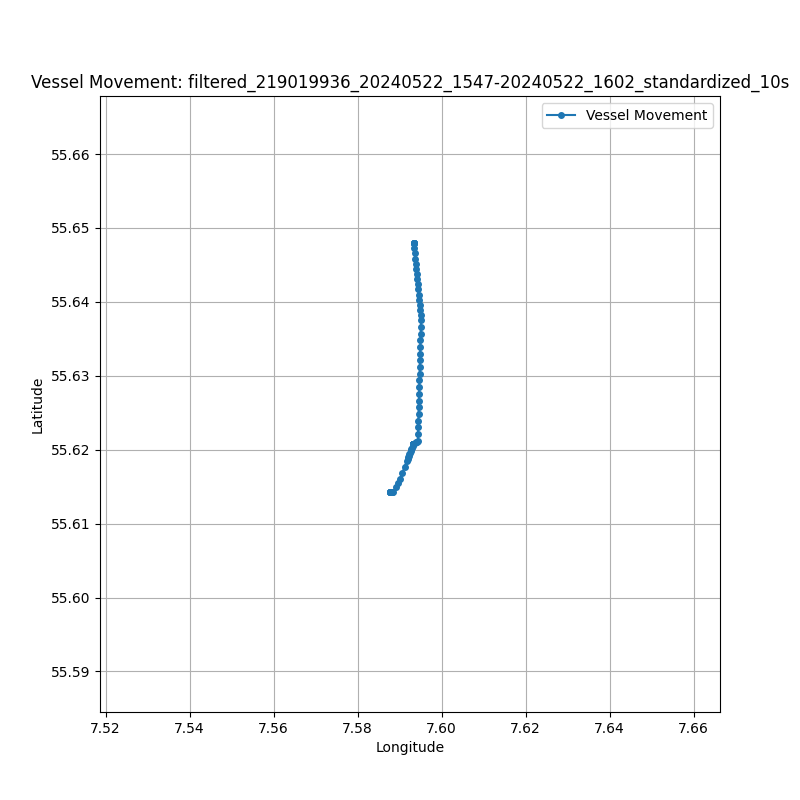 Vessel Movement: filtered_219019936_20240522_1547-20240522_1602_standardized_10s
Vessel Movement
55.66
55.65
55.64
55.63
55.62
55.61
55.60
55.59
Latitude
7.52 7.54 7.56 7.58 7.60 7.62 7.64 7.66
Longitude